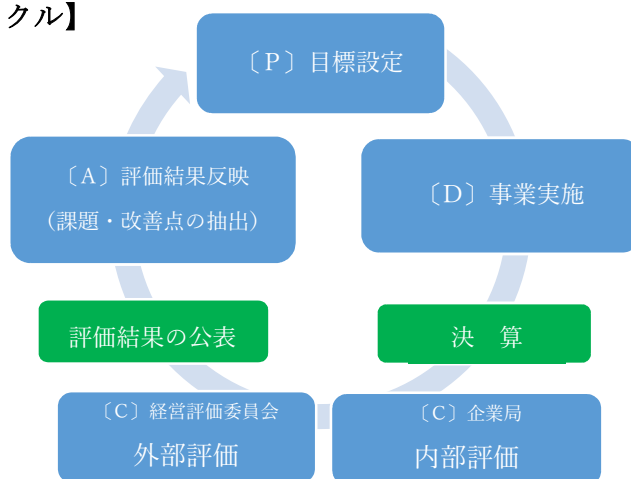 クル】
〔P〕目標設定
〔A〕評価結果反映
（課題・改善点の抽出）
〔D〕事業実施
評価結果の公表
決　算
〔C〕経営評価委員会
外部評価
〔C〕企業局
内部評価